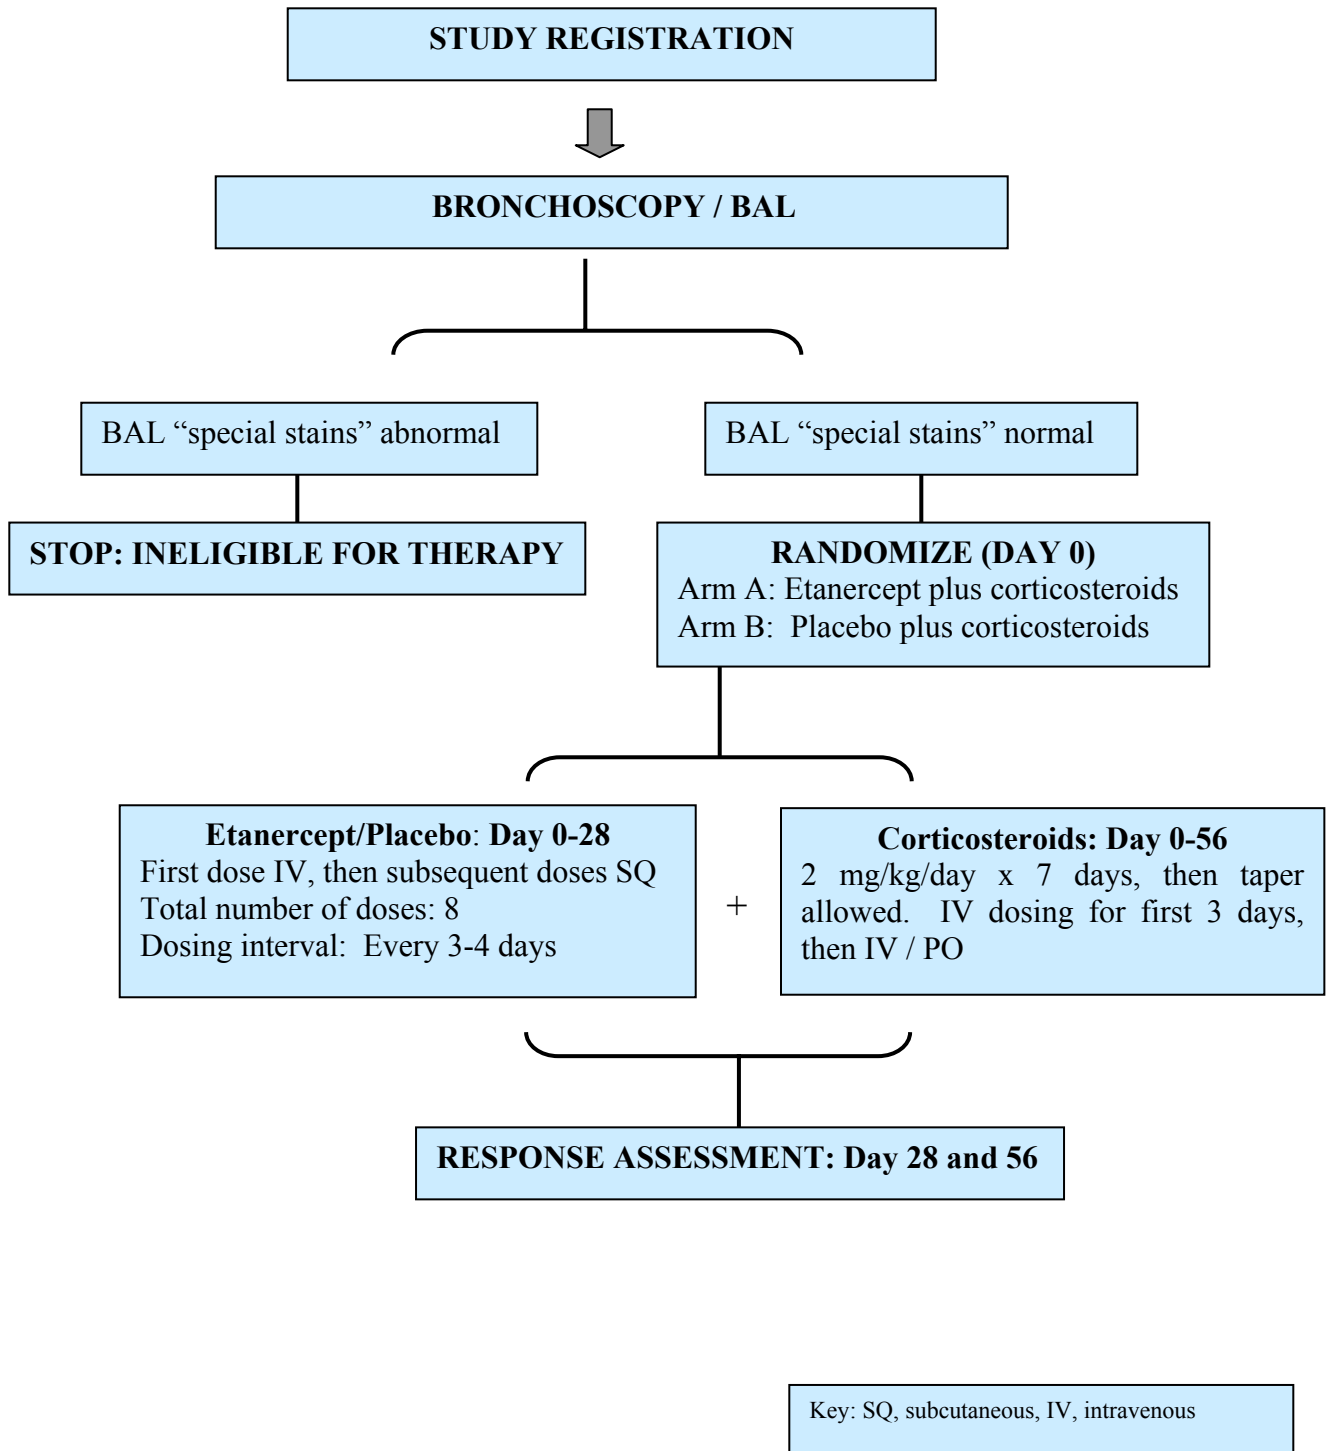 STUDY REGISTRATION
BRONCHOSCOPY / BAL
BAL “special stains” abnormal
BAL “special stains” normal
STOP: INELIGIBLE FOR THERAPY
RANDOMIZE (DAY 0)
Arm A: Etanercept plus corticosteroids
Arm B:  Placebo plus corticosteroids
Etanercept/Placebo: Day 0-28
First dose IV, then subsequent doses SQ
Total number of doses: 8
Dosing interval:  Every 3-4 days
+
Corticosteroids: Day 0-56
2 mg/kg/day x 7 days, then taper
allowed.  IV dosing for first 3 days,
then IV / PO
RESPONSE ASSESSMENT: Day 28 and 56
Key: SQ, subcutaneous, IV, intravenous